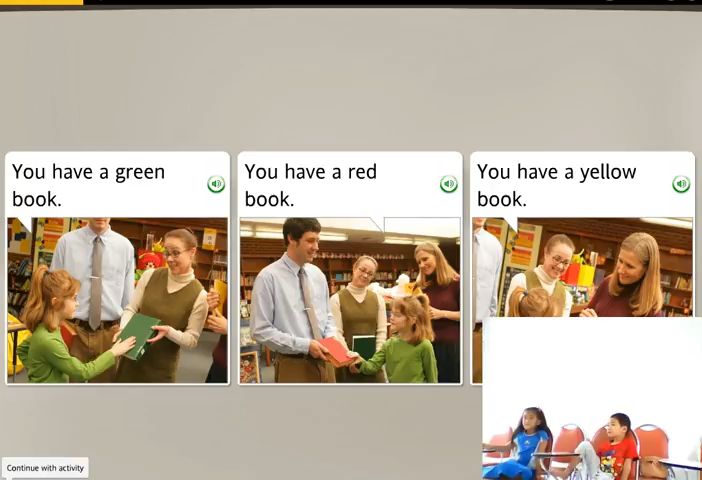 You have a green
book.
You have a red
book.
You have a yellow
book.
Continue with activity